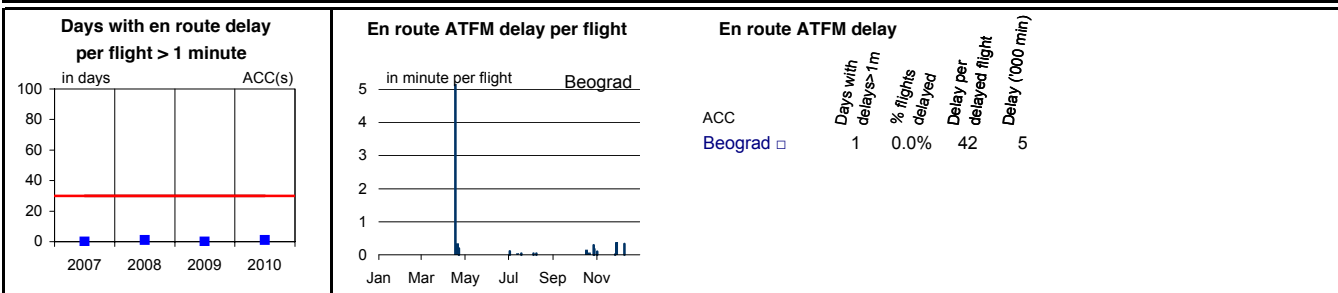 Days with en route delay
per flight > 1 minute
in days ACC(s)
100
80
60
40
20
0
2007 2008 2009 2010
En route ATFM delay per flight
in minute per flight Beograd
5
4
3
2
1
0
Jan Mar May Jul Sep Nov
En route ATFM delay
ACC
Days with
delays>1m
% flights
delayed
Delay per
delayed flight
Delay ('000 min)
Beograd □ 1 0.0% 42 5